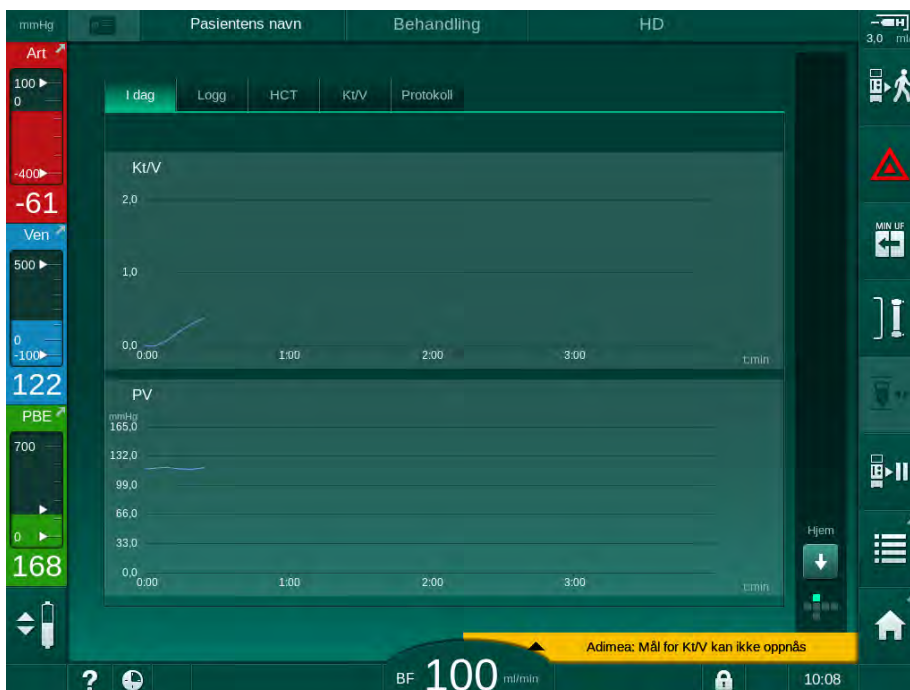 mmHg
Pasientens navn
Behandling
HD
3,0
Art
100
0
-400
-61
Ven
500
0
-100
122
PBE
700
0
168
I dag
Logg
HCT
Kt/V
Protokoll
Kt/V
2,0
1,0
0,0
0:00
1:00
2:00
3:00
t:min
PV
mmHg
165,0
132,0
99,0
66,0
33,0
0,0
0:00
1:00
2:00
3:00
t:min
H
MIN UF
Hjem
Adimea: Mål for Kt/V kan ikke oppnås
?
BF 100 ml/min
10:08